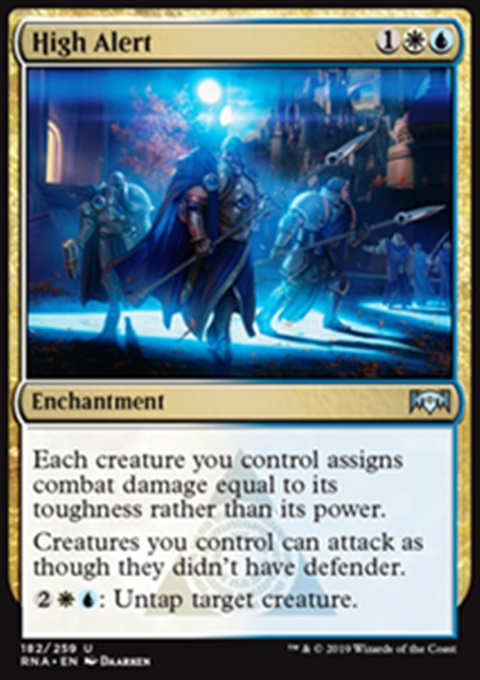 High Alert 1
Enchantment
Each creature you control assigns
combat damage equal to its
toughness rather than its power.
Creatures you control can attack as
though they didn't have defender.
2 : Untap target creature.
182/259 U
RNA • EN Daarken
™ & © 2019 Wizards of the Coast